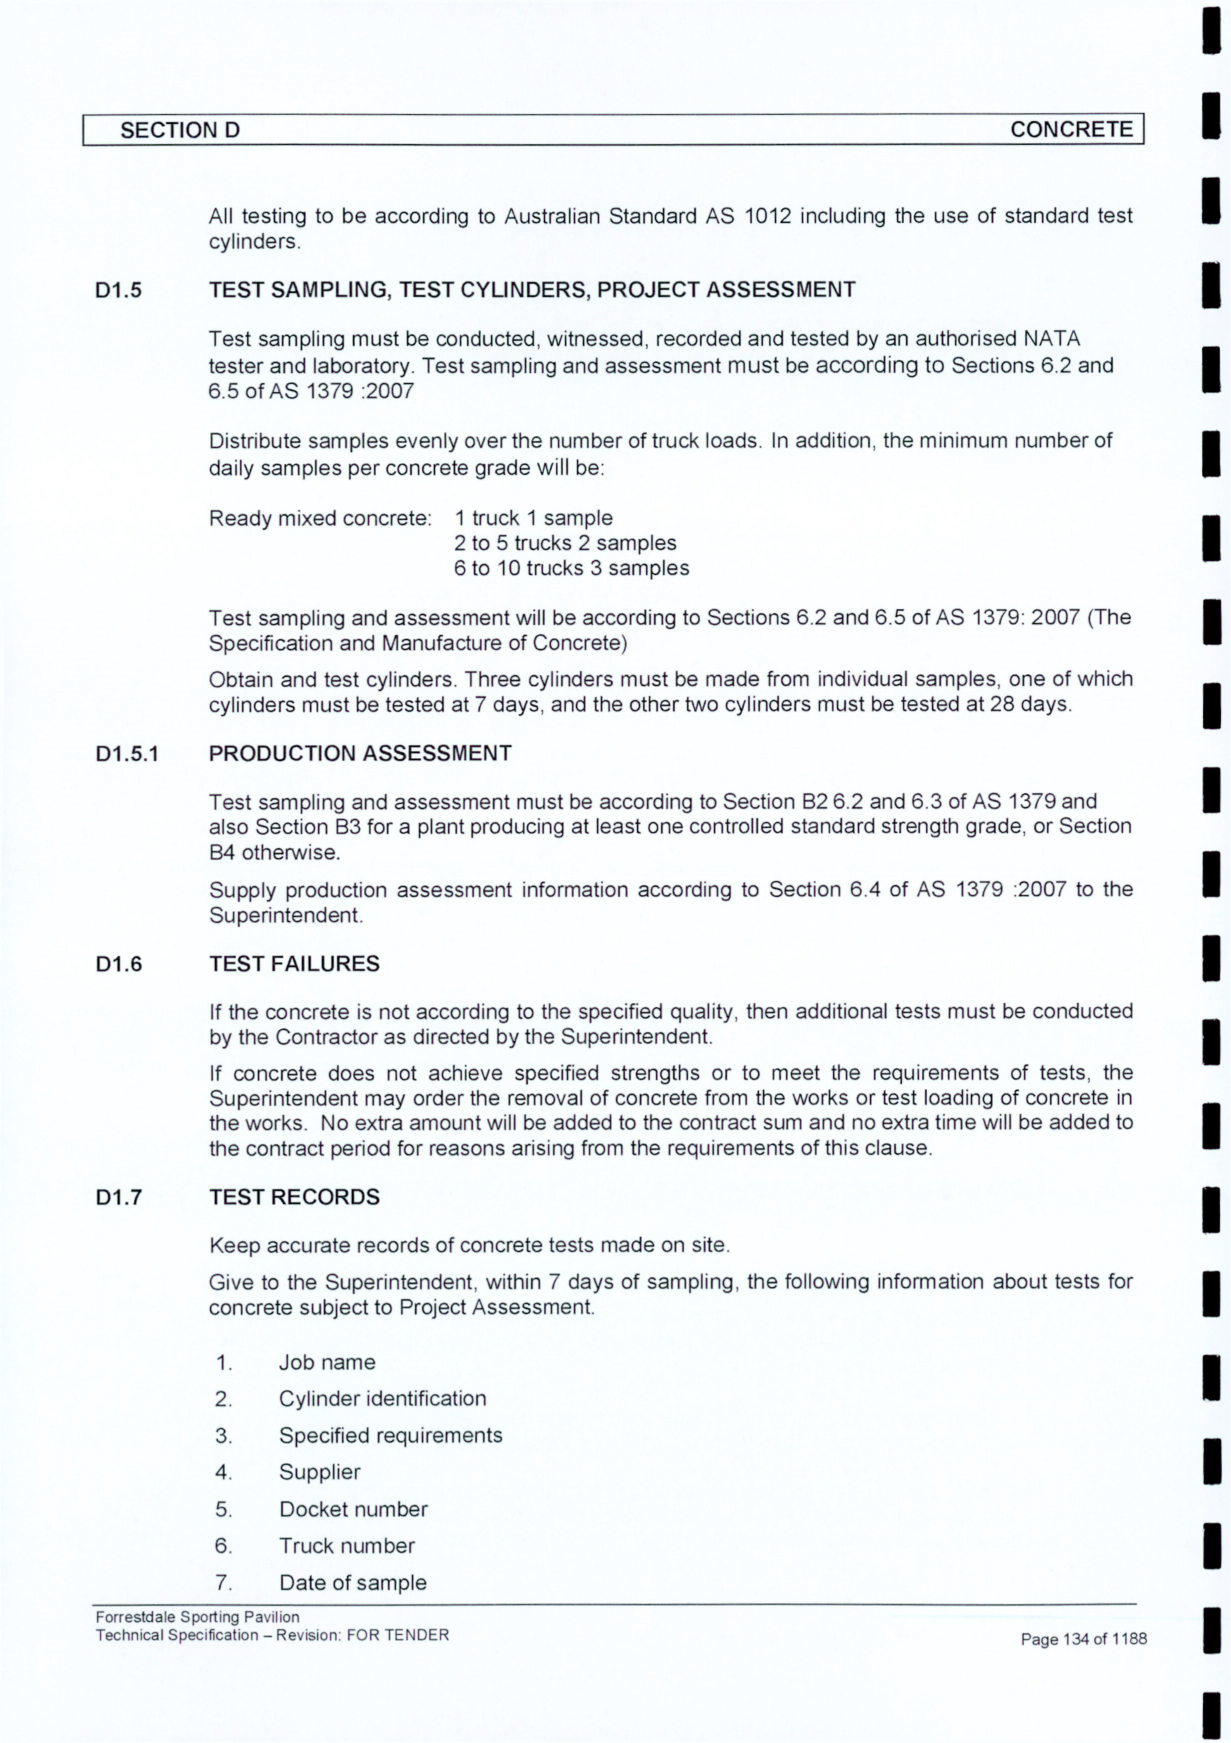 SECTION D CONCRETE
All testing to be according to Australian Standard AS 1012 including the use of standard test
cylinders.
D1.5 TEST SAMPLING, TEST CYLINDERS, PROJECT ASSESSMENT
Test sampling must be conducted, witnessed, recorded and tested by an authorised NATA
tester and laboratory. Test sampling and assessment must be according to Sections 6.2 and
6.5 of AS 1379 :2007
Distribute samples evenly over the number of truck loads. In addition, the minimum number of
daily samples per concrete grade will be:
Ready mixed concrete: 1 truck 1 sample
2 to 5 trucks 2 samples
6 to 10 trucks 3 samples
Test sampling and assessment will be according to Sections 6.2 and 6.5 of AS 1379: 2007 (The
Specification and Manufacture of Concrete)
Obtain and test cylinders. Three cylinders must be made from individual samples, one of which
cylinders must be tested at 7 days, and the other two cylinders must be tested at 28 days.
D1.5.1 PRODUCTION ASSESSMENT
Test sampling and assessment must be according to Section B2 6.2 and 6.3 of AS 1379 and
also Section B3 for a plant producing at least one controlled standard strength grade, or Section
B4 otherwise.
Supply production assessment information according to Section 6.4 of AS 1379 :2007 to the
Superintendent.
D1.6 TEST FAILURES
If the concrete is not according to the specified quality, then additional tests must be conducted
by the Contractor as directed by the Superintendent.
If concrete does not achieve specified strengths or to meet the requirements of tests, the
Superintendent may order the removal of concrete from the works or test loading of concrete in
the works. No extra amount will be added to the contract sum and no extra time will be added to
the contract period for reasons arising from the requirements of this clause.
D1.7 TEST RECORDS
Keep accurate records of concrete tests made on site.
Give to the Superintendent, within 7 days of sampling, the following information about tests for
concrete subject to Project Assessment.
1. Job name
2. Cylinder identification
3. Specified requirements
4. Supplier
5. Docket number
6. Truck number
7. Date of sample
Forrestdale Sporting Pavilion
Technical Specification – Revision: FOR TENDER
Page 134 of 1188